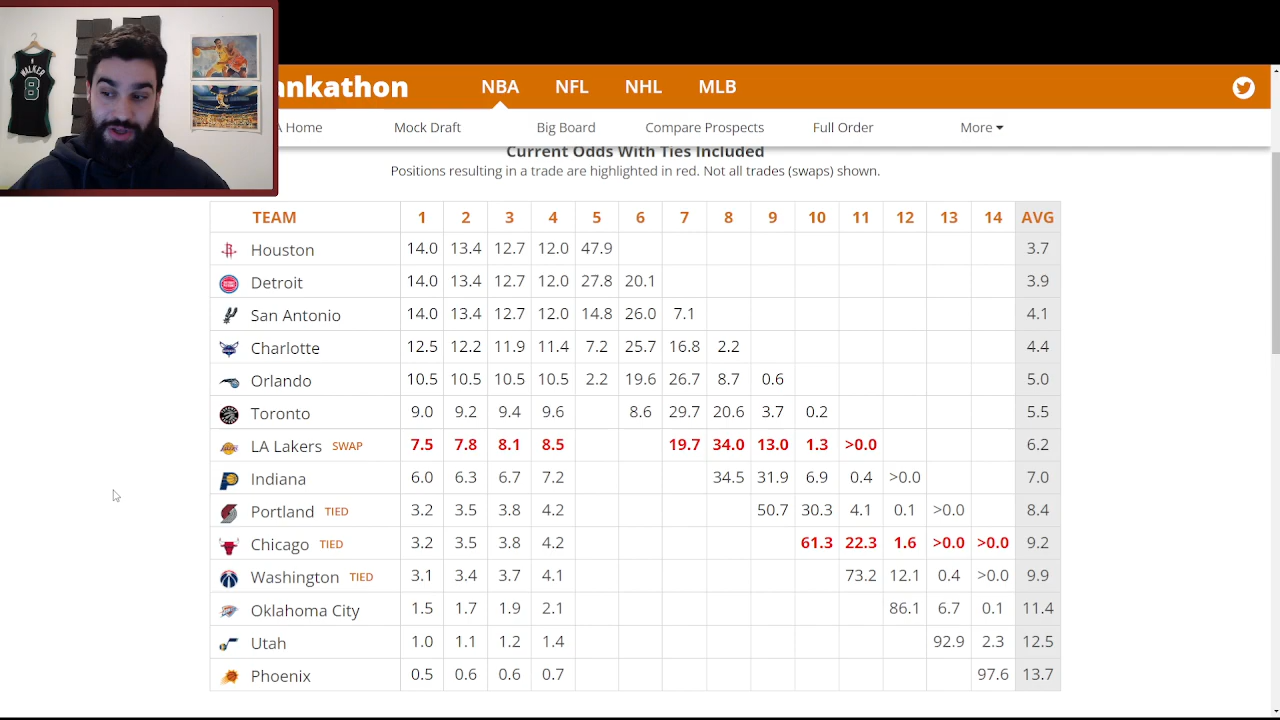 WALKER
8
ankathon NBA NFL NHL MLB
A Home Mock Draft Big Board Compare Prospects Full Order More
Current Odds With Ties Included
Positions resulting in a trade are highlighted in red. Not all trades (swaps) shown.
TEAM 1 2 3 4 5 6 7 8 9 10 11 12 13 14 AVG
Houston 14.0 13.4 12.7 12.0 47.9 3.7
Detroit 14.0 13.4 12.7 12.0 27.8 20.1 3.9
San Antonio 14.0 13.4 12.7 12.0 14.8 26.0 7.1 4.1
Charlotte 12.5 12.2 11.9 11.4 7.2 25.7 16.8 2.2 4.4
Orlando 10.5 10.5 10.5 10.5 2.2 19.6 26.7 8.7 0.6 5.0
Toronto 9.0 9.2 9.4 9.6 8.6 29.7 20.6 3.7 0.2 5.5
LA Lakers SWAP 7.5 7.8 8.1 8.5 19.7 34.0 13.0 1.3 >0.0 6.2
Indiana 6.0 6.3 6.7 7.2 34.5 31.9 6.9 0.4 >0.0 7.0
Portland TIED 3.2 3.5 3.8 4.2 50.7 30.3 4.1 0.1 >0.0 8.4
Chicago TIED 3.2 3.5 3.8 4.2 61.3 22.3 1.6 >0.0 >0.0 9.2
Washington TIED 3.1 3.4 3.7 4.1 73.2 12.1 0.4 >0.0 9.9
Oklahoma City 1.5 1.7 1.9 2.1 86.1 6.7 0.1 11.4
Utah 1.0 1.1 1.2 1.4 92.9 2.3 12.5
Phoenix 0.5 0.6 0.6 0.7 97.6 13.7